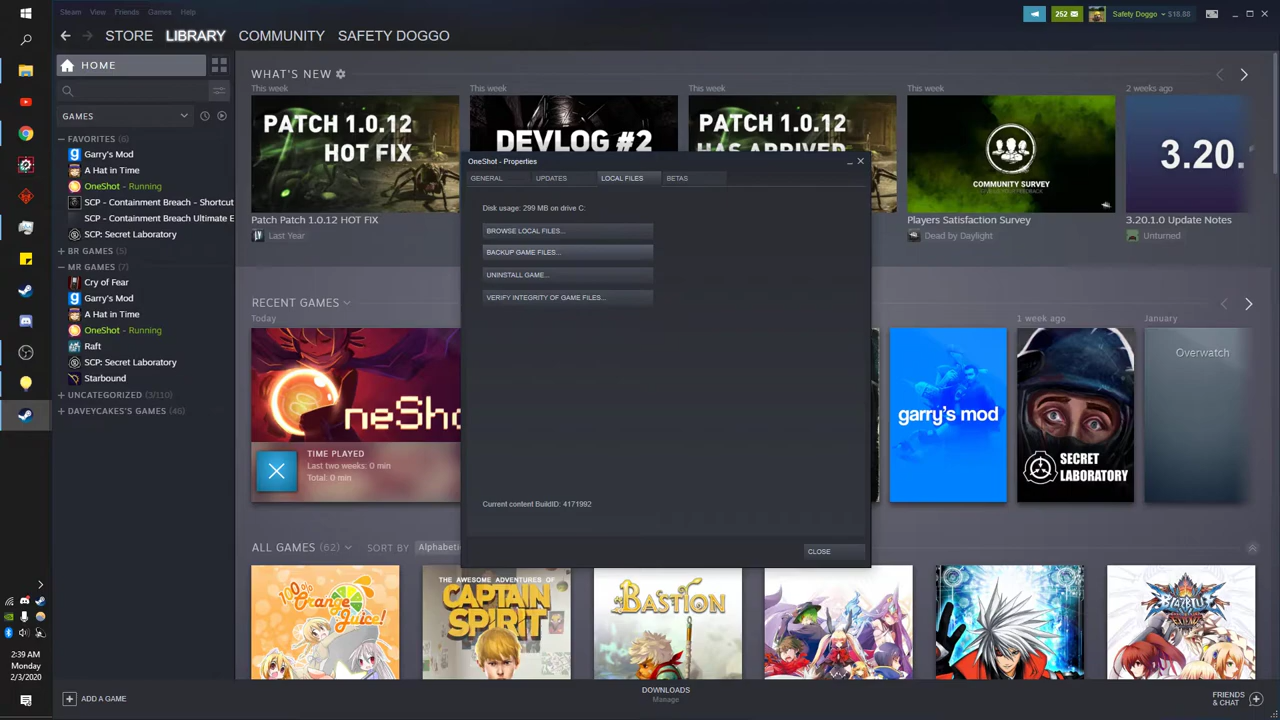 Steam View Friends Games Help
252
Safety Doggo
$18.88
STORE LIBRARY COMMUNITY SAFETY DOGGO
HOME
GAMES
FAVORITES (6)
Garry's Mod
A Hat in Time
OneShot - Running
SCP - Containment Breach - Shortcut
SCP - Containment Breach Ultimate E
SCP: Secret Laboratory
BR GAMES (5)
MR GAMES (7)
Cry of Fear
Garry's Mod
A Hat in Time
OneShot - Running
Raft
SCP: Secret Laboratory
Starbound
UNCATEGORIZED (3/110)
DAVEYCAKES'S GAMES (46)
WHAT'S NEW
This week
PATCH 1.0.12
HOT FIX
Patch Patch 1.0.12 HOT FIX
Last Year
This week
DEVLOG #2
This week
PATCH 1.0.12
HAS ARRIVED
This week
COMMUNITY SURVEY
Players Satisfaction Survey
Dead by Daylight
2 weeks ago
3.20.
3.20.1.0 Update Notes
Unturned
OneShot - Properties
GENERAL UPDATES LOCAL FILES BETAS
Disk usage: 299 MB on drive C:
BROWSE LOCAL FILES...
BACKUP GAME FILES...
UNINSTALL GAME...
VERIFY INTEGRITY OF GAME FILES...
Current content BuildID: 4171992
CLOSE
RECENT GAMES
Today
neSho
TIME PLAYED
Last two weeks: 0 min
Total: 0 min
garry's mod
1 week ago
SECRET
LABORATORY
January
Overwatch
ALL GAMES (62)
SORT BY Alphabetic
100% Orange Juice!
THE AWESOME ADVENTURES OF
CAPTAIN
SPIRIT
BASTION
BLAZBLUE
2:39 AM
Monday
2/3/2020
ADD A GAME
DOWNLOADS
Manage
FRIENDS
& CHAT